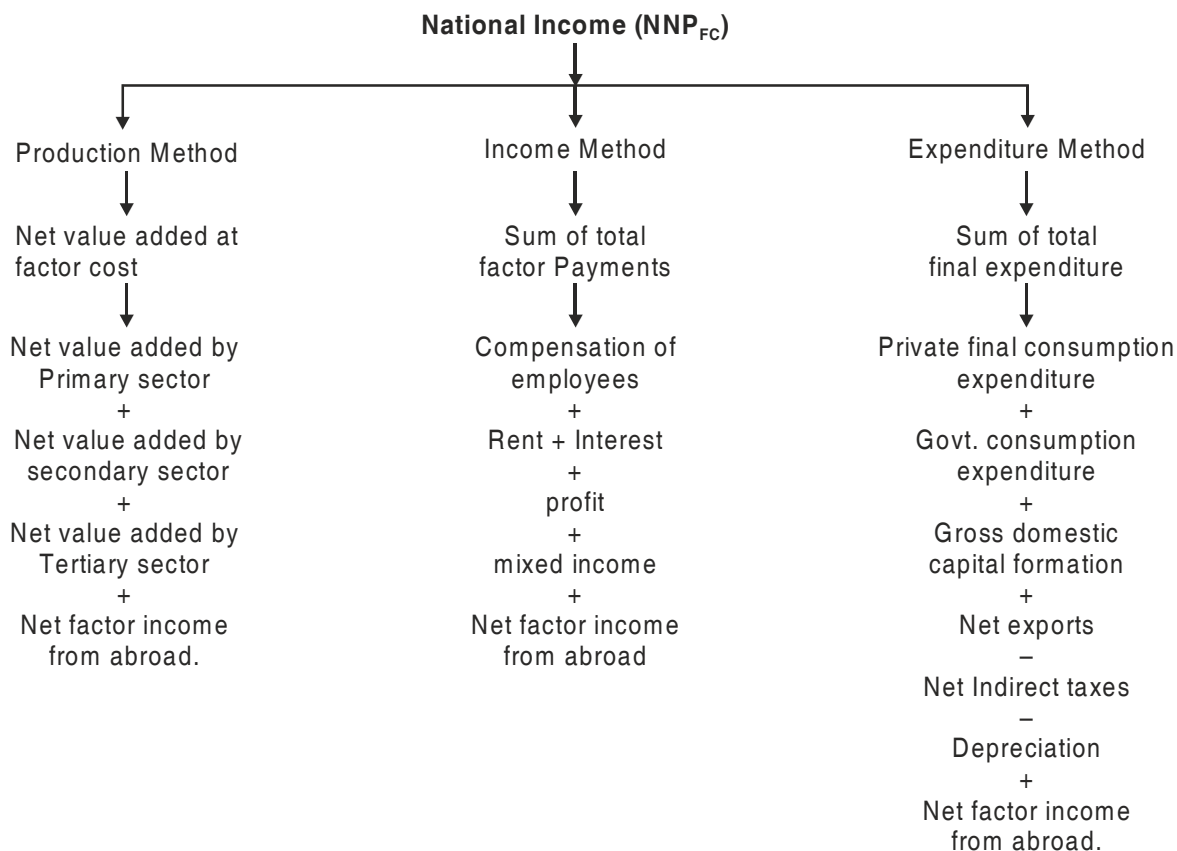 National Income (NNP_FC)
Production Method
Net value added at
factor cost
Net value added by
Primary sector
+
Net value added by
secondary sector
+
Net value added by
Tertiary sector
+
Net factor income
from abroad.
Income Method
Sum of total
factor Payments
Compensation of
employees
+
Rent + Interest
+
profit
+
mixed income
+
Net factor income
from abroad
Expenditure Method
Sum of total
final expenditure
Private final consumption
expenditure
+
Govt. consumption
expenditure
+
Gross domestic
capital formation
+
Net exports
–
Net Indirect taxes
–
Depreciation
+
Net factor income
from abroad.